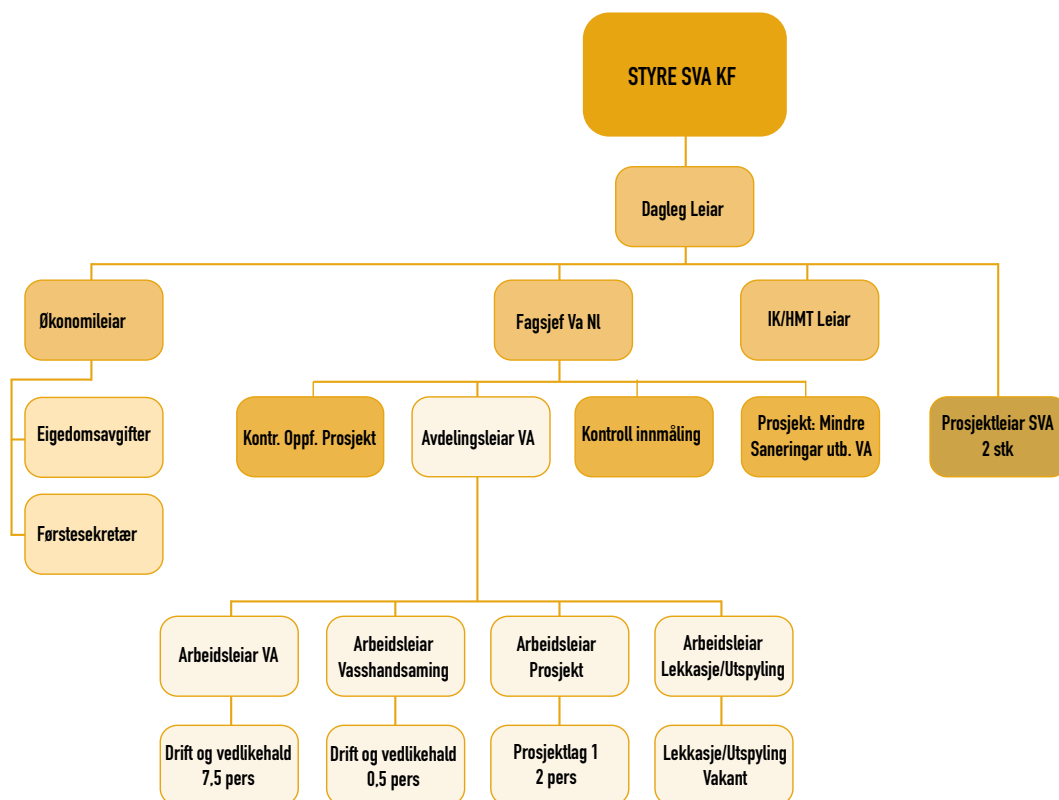 STYRE SVA KF
Dagleg Leiar
Økonomileiar
Fagsjef Va Nl
IK/HMT Leiar
Eigedomsavgifter
Førstesekretær
Kontr. Oppf. Prosjekt
Avdelingsleiar VA
Kontroll innmåling
Prosjekt: Mindre
Saneringar utb. VA
Prosjektleiar SVA
2 stk
Arbeidsleiar VA
Arbeidsleiar
Vasshandsaming
Arbeidsleiar
Prosjekt
Arbeidsleiar
Lekkasje/Utspyling
Drift og vedlikehald
7,5 pers
Drift og vedlikehald
0,5 pers
Prosjektlag 1
2 pers
Lekkasje/Utspyling
Vakant